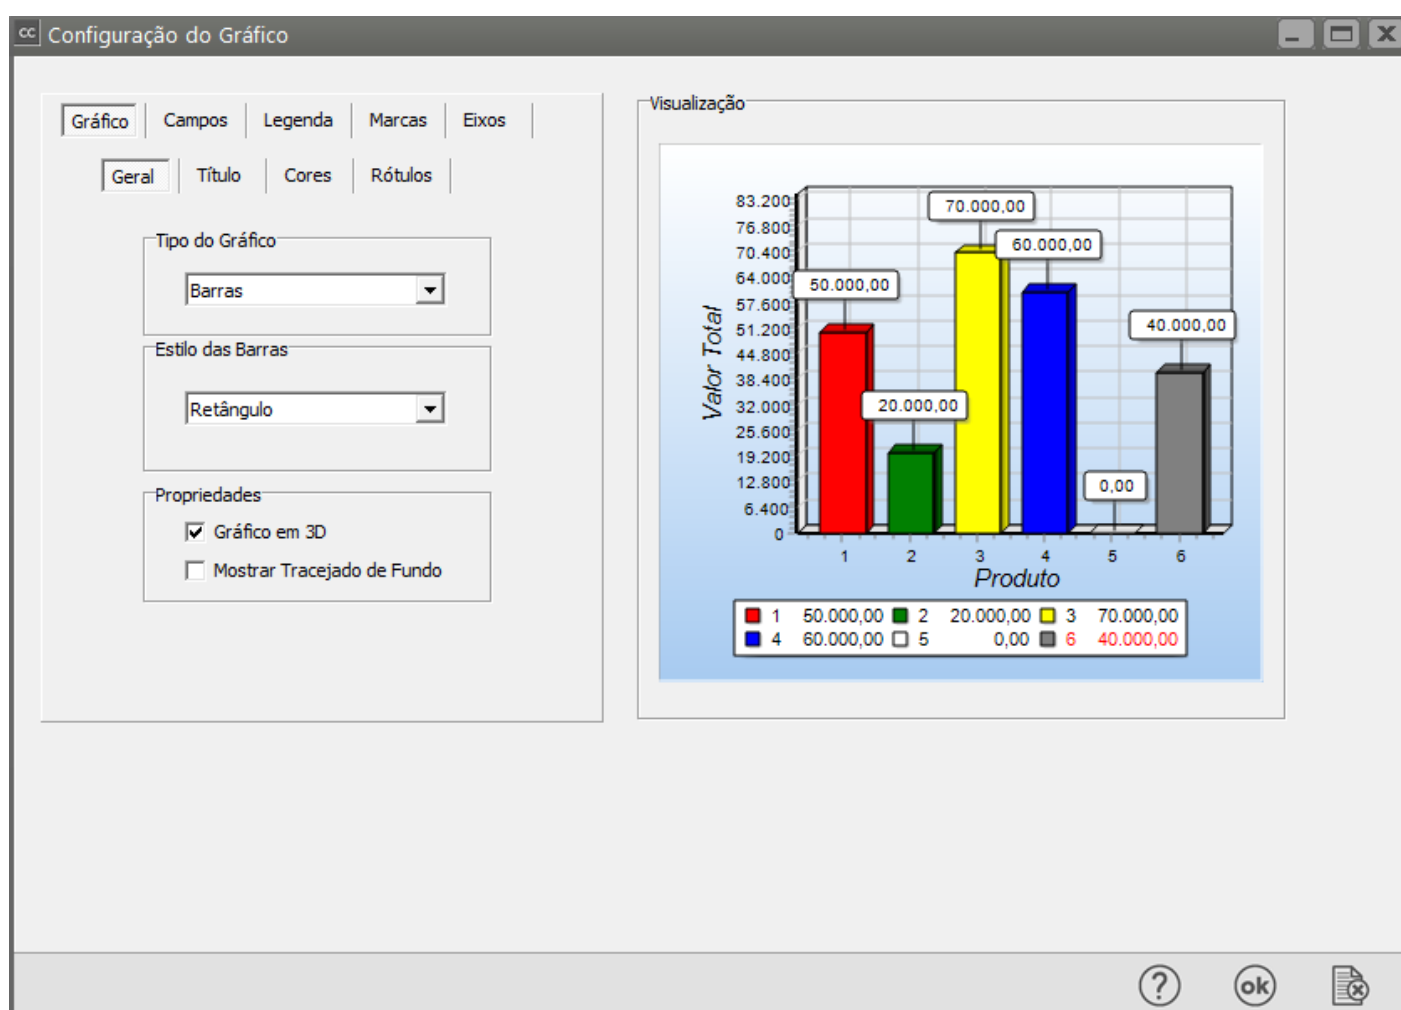 cc Configuração do Gráfico
Gráfico Campos Legenda Marcas Eixos
Geral Título Cores Rótulos
Tipo do Gráfico
Barras
Estilo das Barras
Retângulo
Propriedades
Gráfico em 3D
Mostrar Tracejado de Fundo
Visualização
Valor Total
83.200
76.800
70.400
64.000
57.600
51.200
44.800
38.400
32.000
25.600
19.200
12.800
6.400
0
50.000,00
20.000,00
70.000,00
60.000,00
0,00
40.000,00
1 2 3 4 5 6
Produto
1 50.000,00 2 20.000,00 3 70.000,00
4 60.000,00 5 0,00 6 40.000,00
? ok